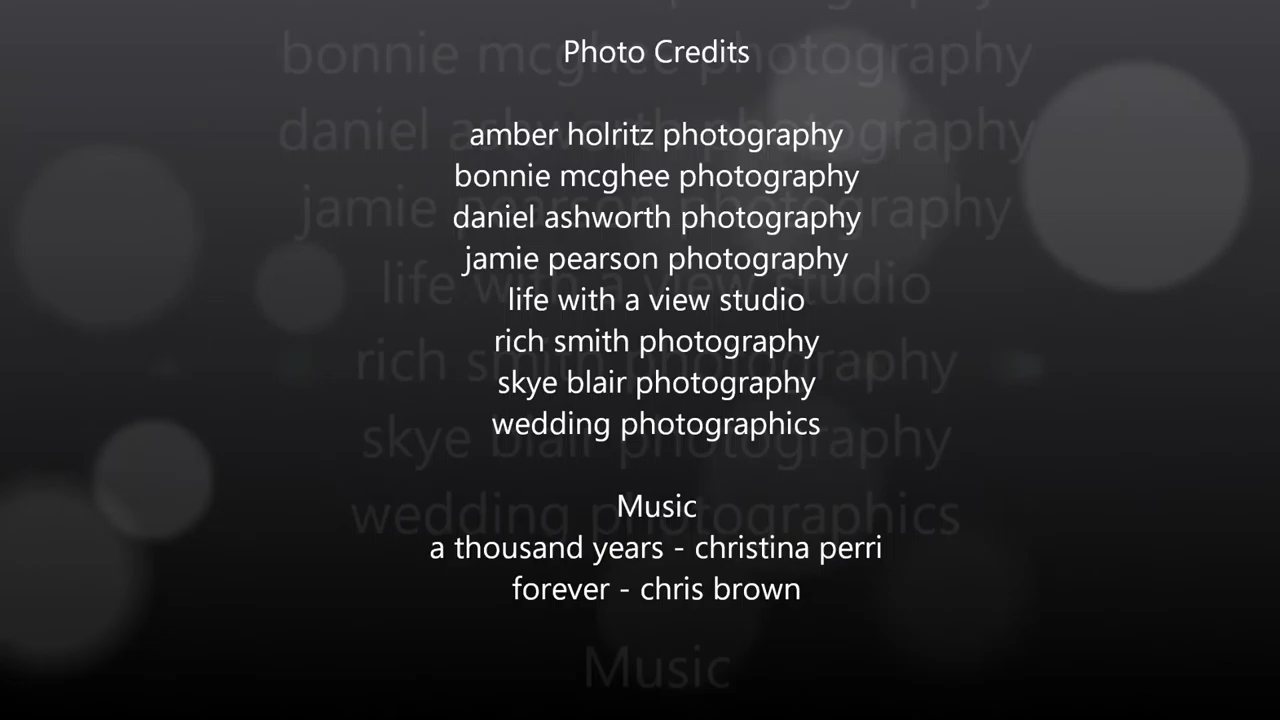 Photo Credits
amber holritz photography
bonnie mcghee photography
daniel ashworth photography
jamie pearson photography
life with a view studio
rich smith photography
skye blair photography
wedding photographics
Music
a thousand years - christina perri
forever - chris brown